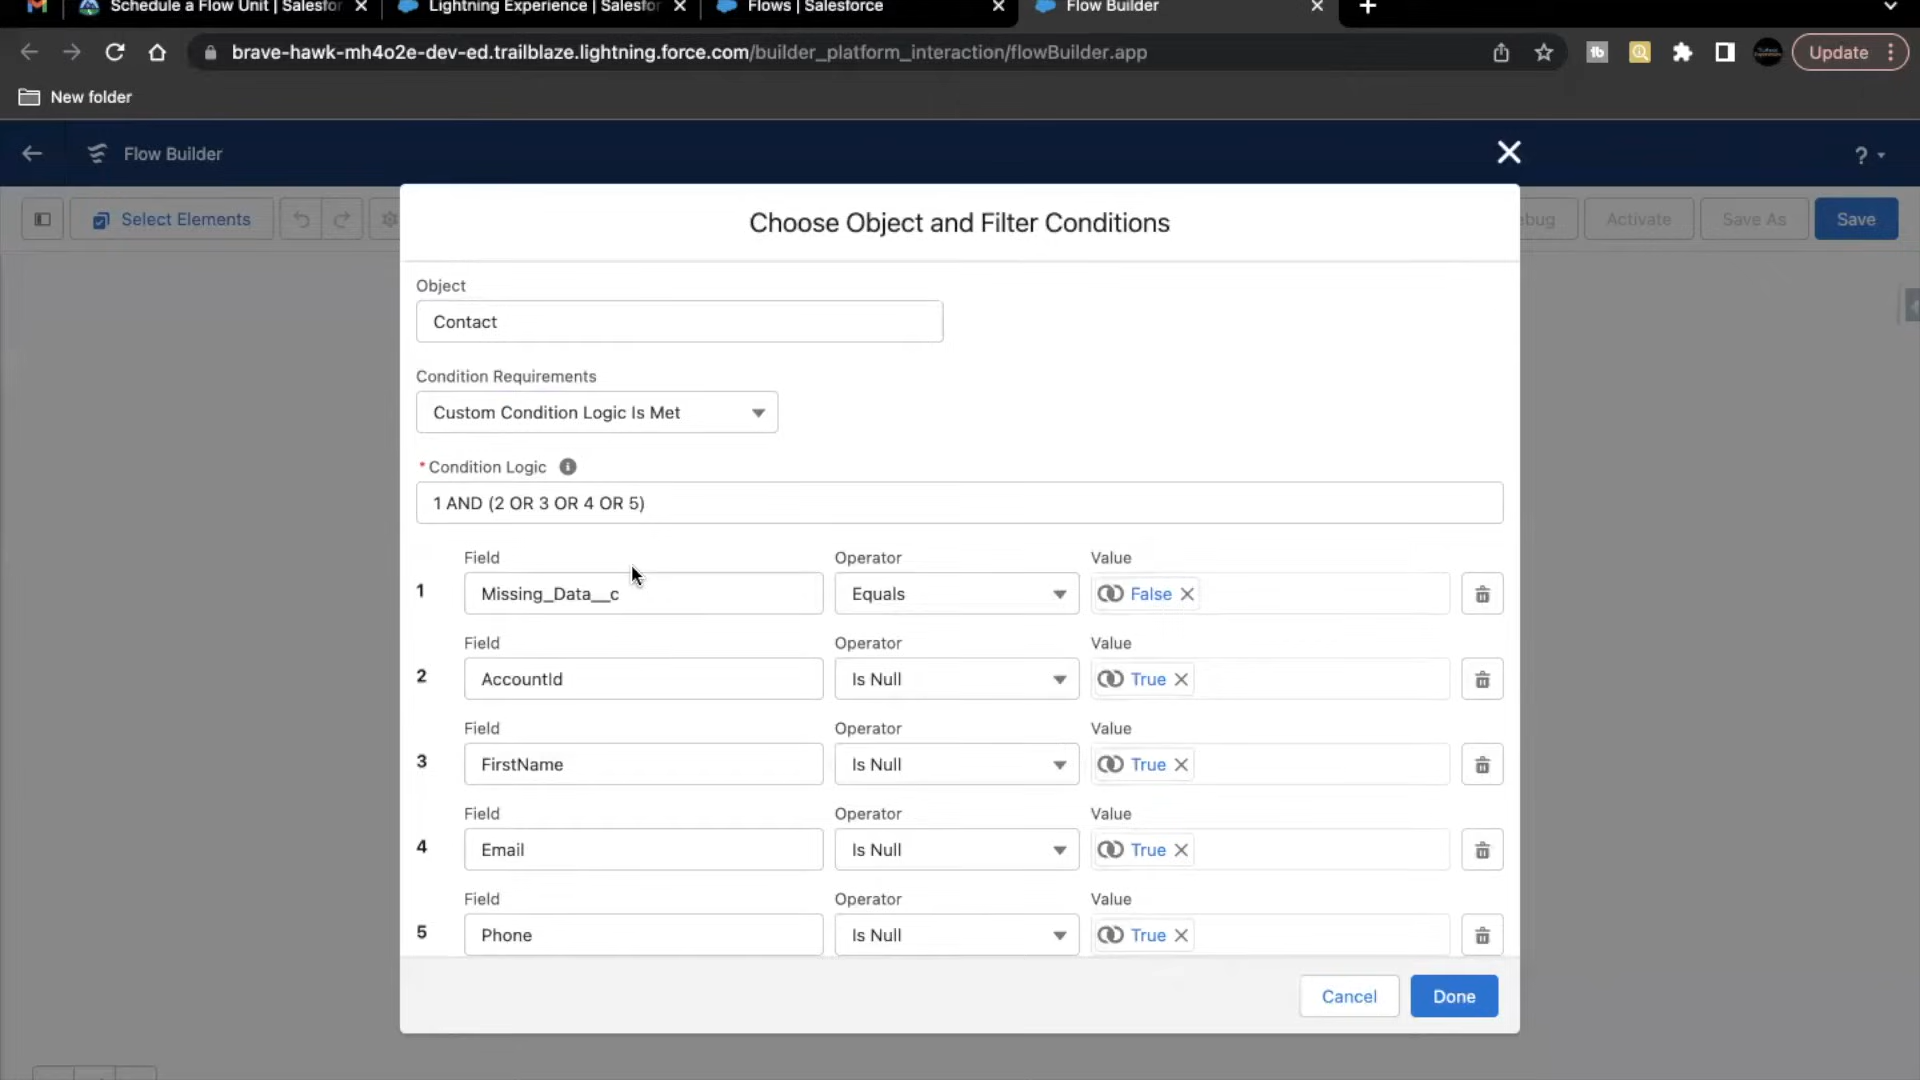 Schedule a Flow Unit | Salesfor
Lightning Experience | Salesfor
Flows | Salesforce
Flow Builder
brave-hawk-mh4o2e-dev-ed.trailblaze.lightning.force.com/builder_platform_interaction/flowBuilder.app
Update
New folder
Flow Builder
?
Select Elements
bug
Activate
Save As
Save
Choose Object and Filter Conditions
Object
Contact
Condition Requirements
Custom Condition Logic Is Met
* Condition Logic
1 AND (2 OR 3 OR 4 OR 5)
Field Operator Value
1 Missing_Data__c Equals False
Field Operator Value
2 AccountId Is Null True
Field Operator Value
3 FirstName Is Null True
Field Operator Value
4 Email Is Null True
Field Operator Value
5 Phone Is Null True
Cancel Done